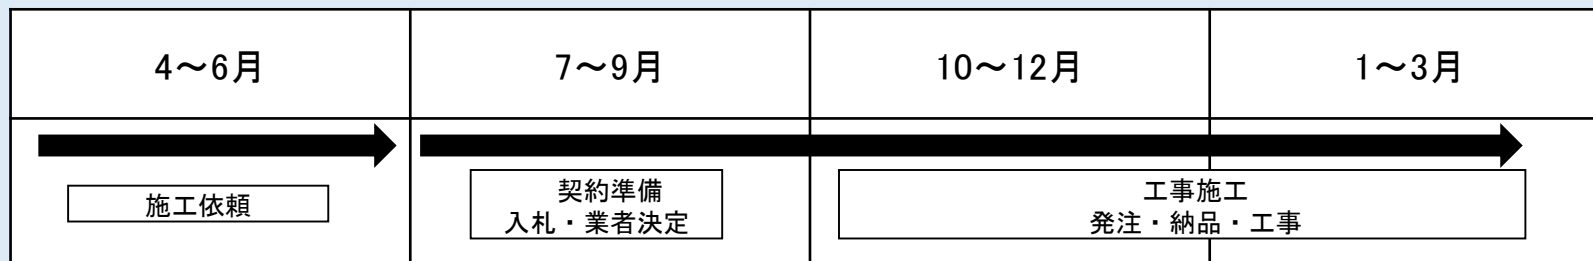 4～6月
7～9月
10～12月
1～3月
施工依頼
契約準備
入札・業者決定
工事施工
発注・納品・工事